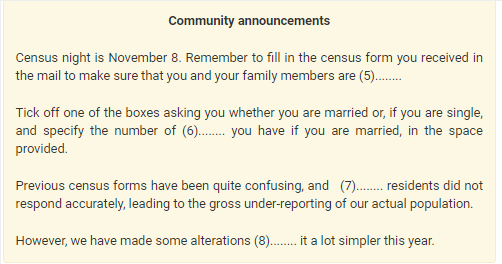 Community announcements
Census night is November 8. Remember to fill in the census form you received in
the mail to make sure that you and your family members are (5)........
Tick off one of the boxes asking you whether you are married or, if you are single,
and specify the number of (6)........ you have if you are married, in the space
provided.
Previous census forms have been quite confusing, and (7)........ residents did not
respond accurately, leading to the gross under-reporting of our actual population.
However, we have made some alterations (8)........ it a lot simpler this year.